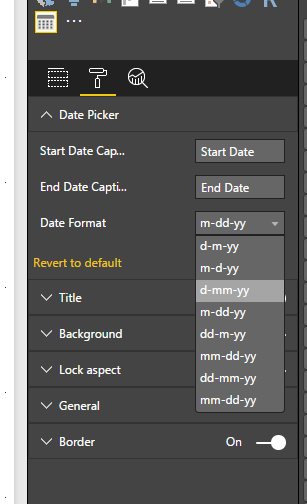 ...
Date Picker
Start Date Cap... Start Date
End Date Capti... End Date
Date Format m-dd-yy
d-m-yy
m-d-yy
Revert to default
d-mm-yy
Title
m-dd-yy
Background
dd-m-yy
mm-dd-yy
Lock aspect
dd-mm-yy
General
mm-dd-yy
Border On